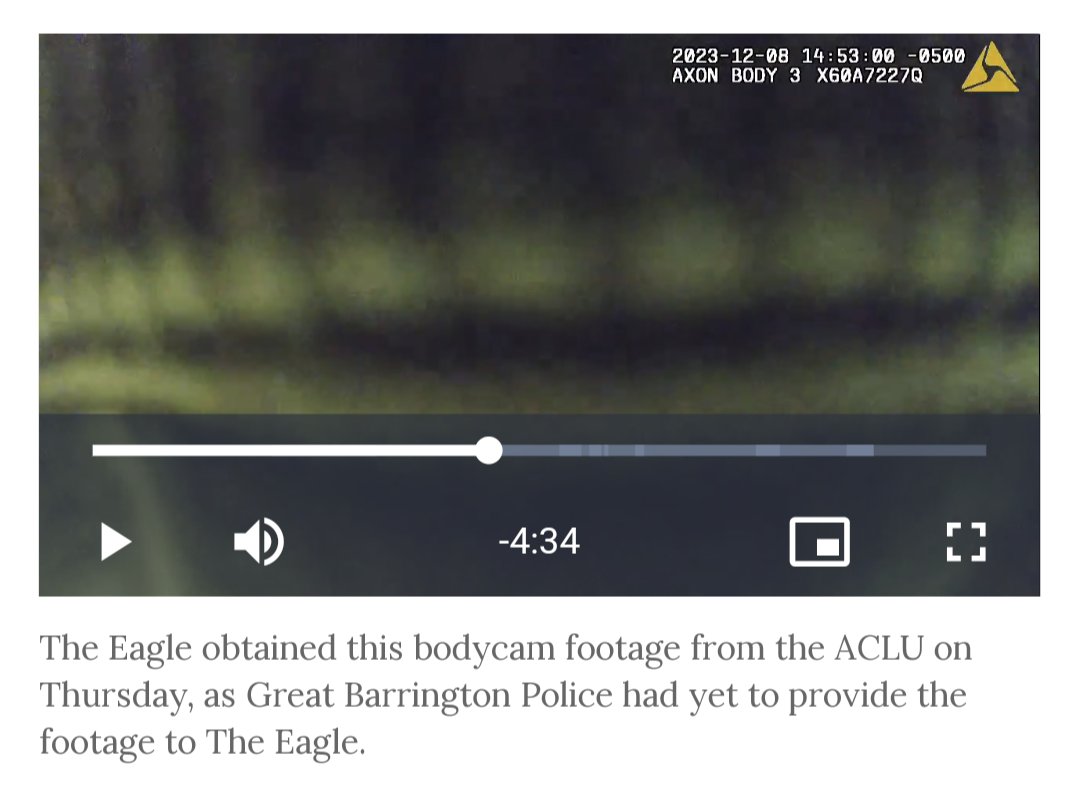 2023-12-08 14:53:00 -0500
AXON BODY 3 X60A7227Q
-4:34
The Eagle obtained this bodycam footage from the ACLU on
Thursday, as Great Barrington Police had yet to provide the
footage to The Eagle.